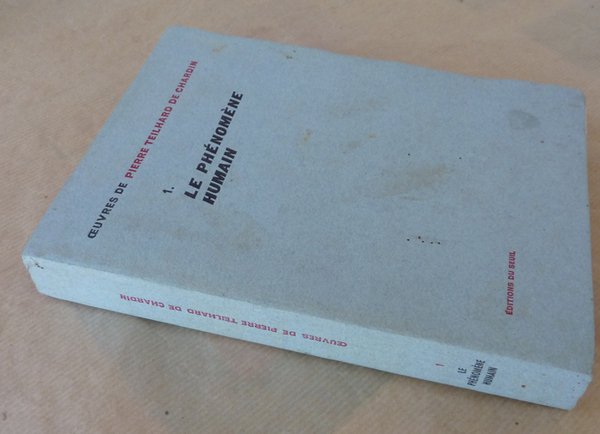 ŒUVRES DE PIERRE TEILHARD DE CHARDIN
1.
LE PHÉNOMÈNE
HUMAIN
ÉDITIONS DU SEUIL
ŒUVRES DE PIERRE TEILHARD DE CHARDIN
1
LE
PHÉNOMÈNE
HUMAIN